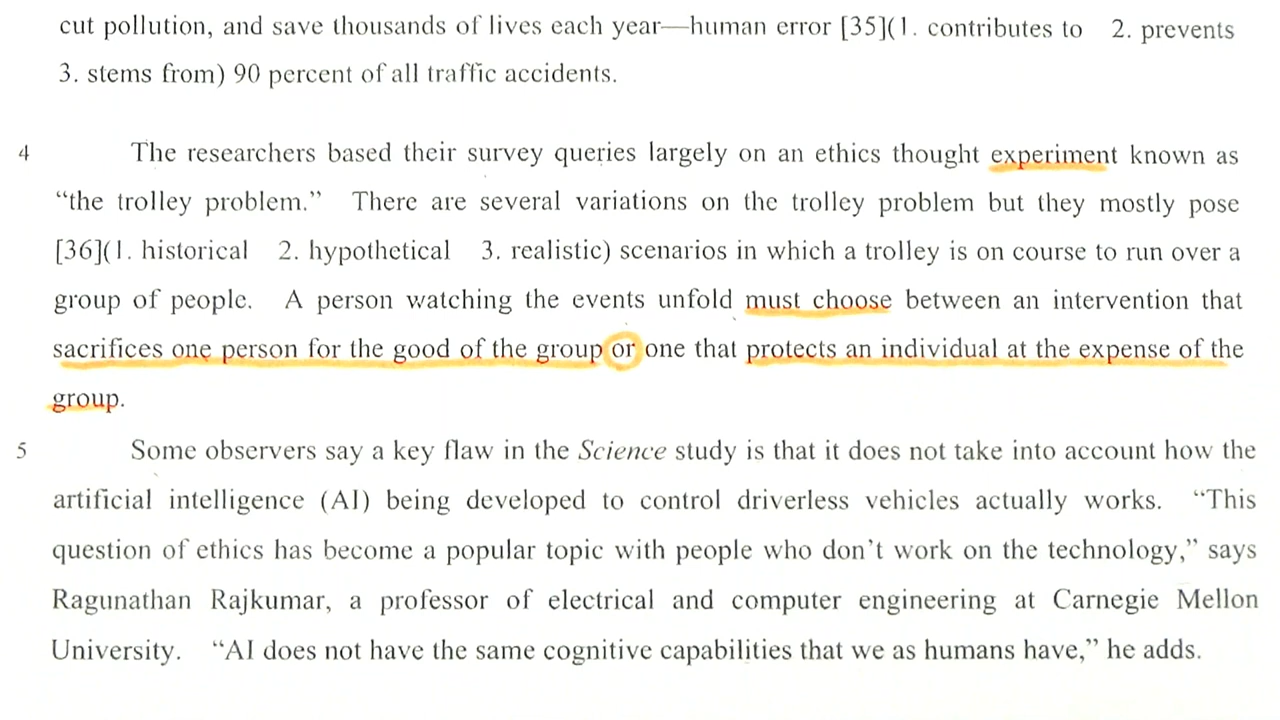 cut pollution, and save thousands of lives each year—human error [35](1. contributes to 2. prevents
3. stems from) 90 percent of all traffic accidents.
4 The researchers based their survey queries largely on an ethics thought experiment known as
“the trolley problem.” There are several variations on the trolley problem but they mostly pose
[36](1. historical 2. hypothetical 3. realistic) scenarios in which a trolley is on course to run over a
group of people. A person watching the events unfold must choose between an intervention that
sacrifices one person for the good of the group or one that protects an individual at the expense of the
group.
5 Some observers say a key flaw in the Science study is that it does not take into account how the
artificial intelligence (AI) being developed to control driverless vehicles actually works. “This
question of ethics has become a popular topic with people who don’t work on the technology,” says
Ragunathan Rajkumar, a professor of electrical and computer engineering at Carnegie Mellon
University. “AI does not have the same cognitive capabilities that we as humans have,” he adds.